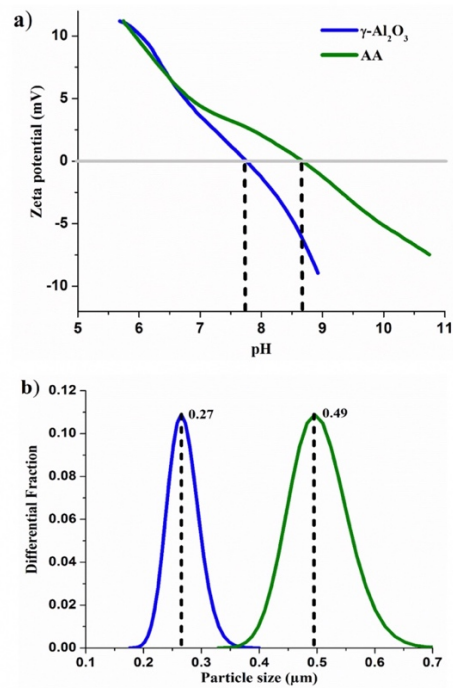 a)
γ-Al₂O₃
AA
Zeta potential (mV)
10
5
0
-5
-10
5 6 7 8 9 10 11
pH
b)
0.27
0.49
Differential Fraction
0.12
0.10
0.08
0.06
0.04
0.02
0.00
0.1 0.2 0.3 0.4 0.5 0.6 0.7
Particle size (µm)